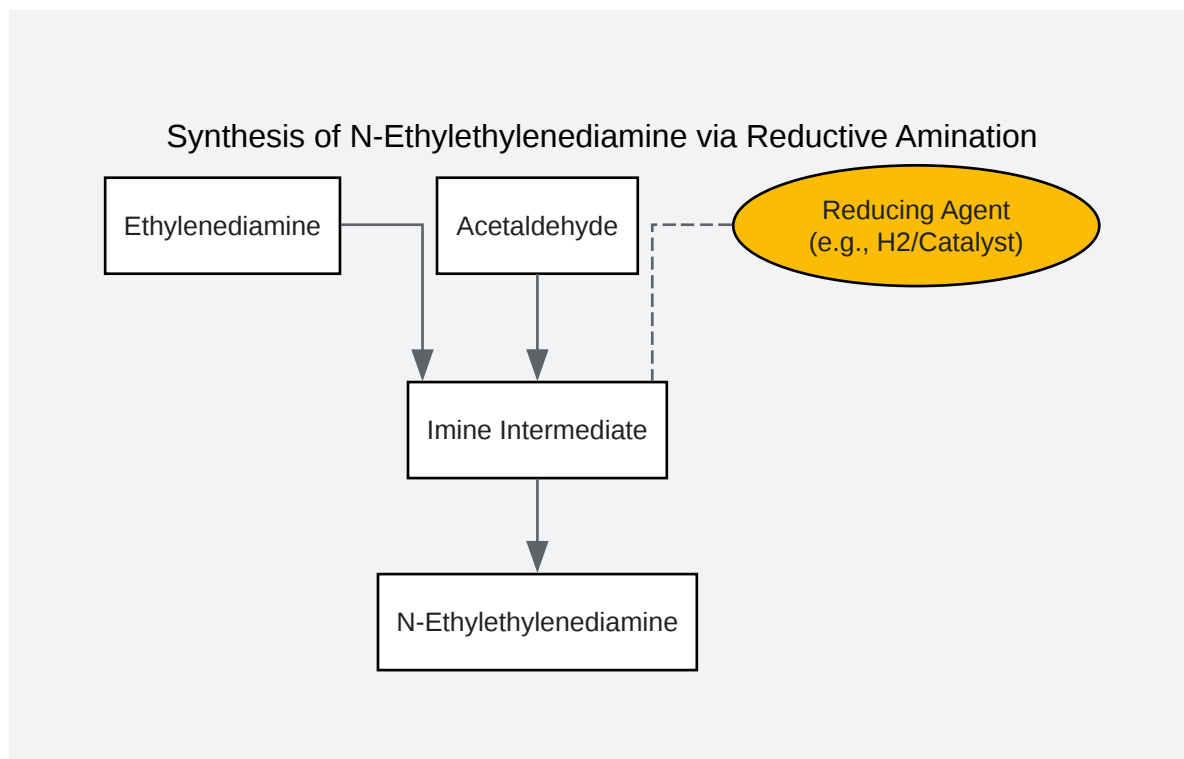 Synthesis of N-Ethylethylenediamine via Reductive Amination
Ethylenediamine
Acetaldehyde
Reducing Agent
(e.g., H2/Catalyst)
Imine Intermediate
N-Ethylethylenediamine